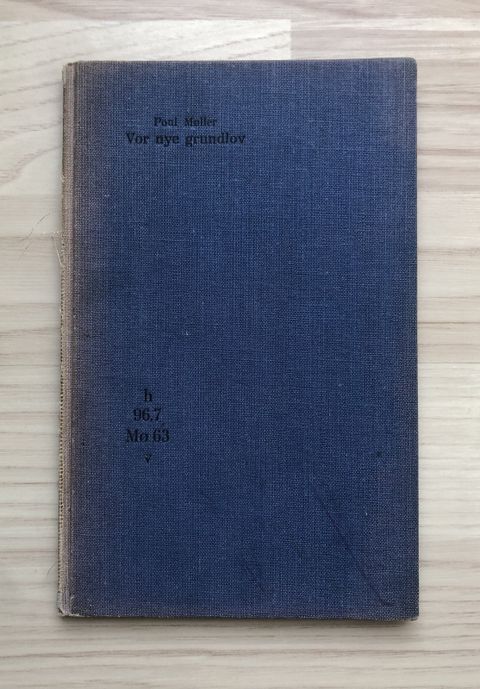 Poul Møller
Vor nye grundlov
h
96.7
Mø 63
v